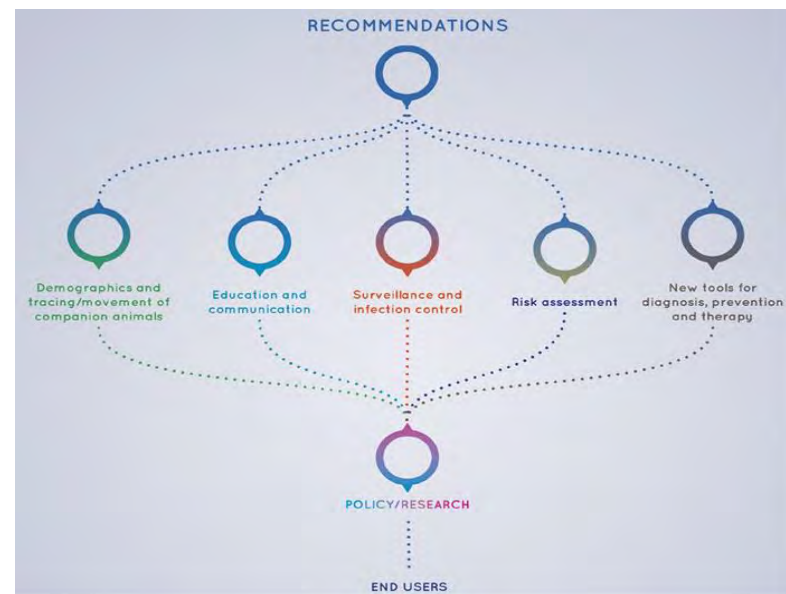 RECOMMENDATIONS
Demographics and
tracing/movement of
companion animals
Education and
communication
Surveillance and
infection control
Risk assessment
New tools for
diagnosis, prevention
and therapy
POLICY/RESEARCH
END USERS